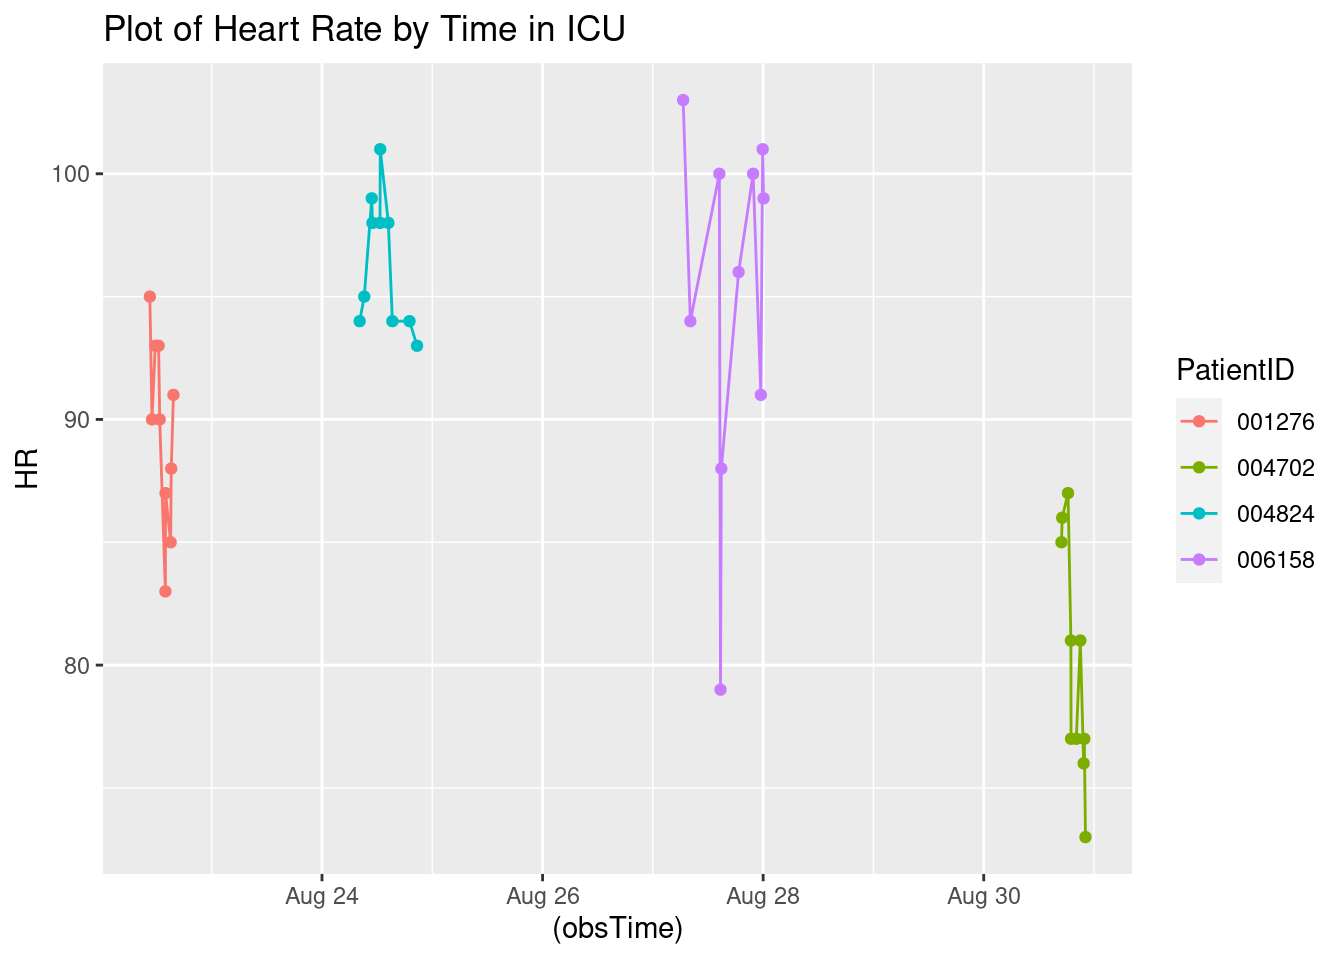 Plot of Heart Rate by Time in ICU
100
90
80
HR
Aug 24
Aug 26
Aug 28
Aug 30
(obsTime)
PatientID
001276
004702
004824
006158